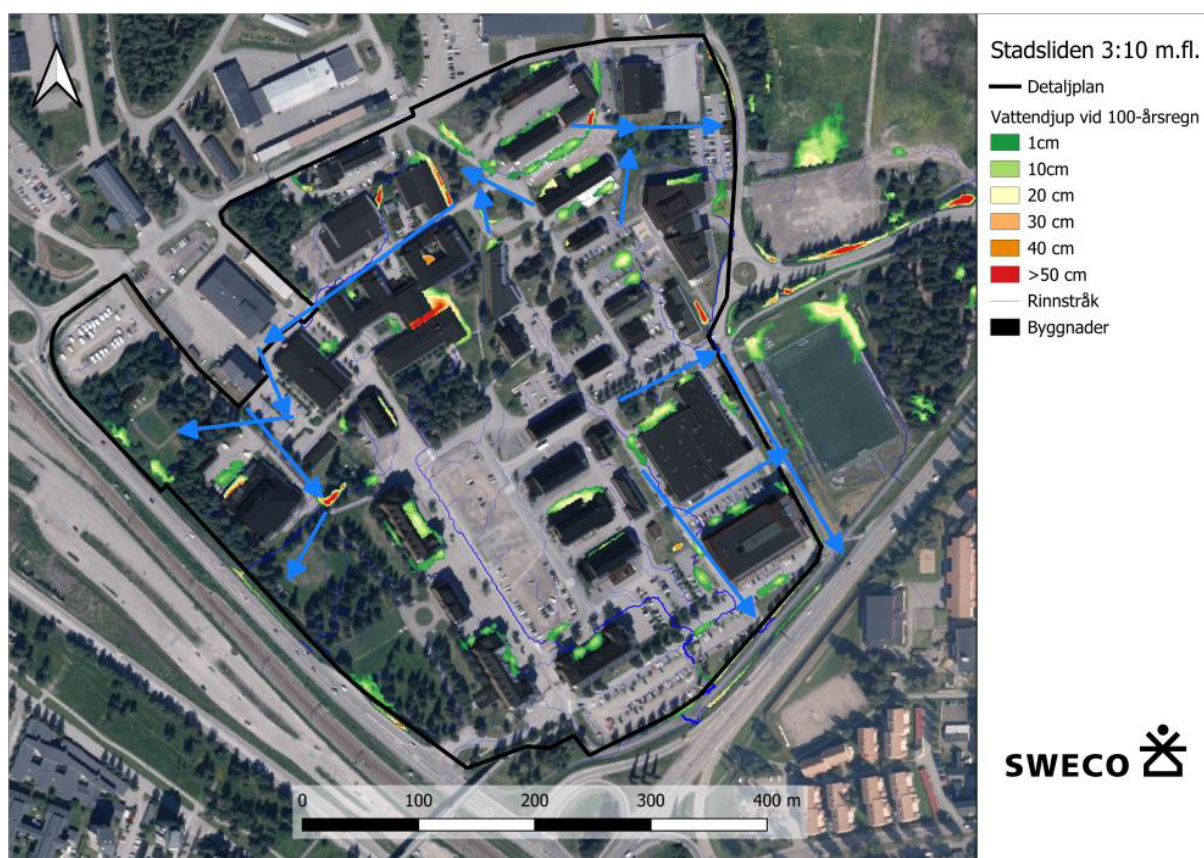 Stadsliden 3:10 m.fl.
Detaljplan
Vattendjup vid 100-årsregn
1cm
10cm
20 cm
30 cm
40 cm
>50 cm
Rinnstråk
Byggnader
SWECO
0 100 200 300 400 m